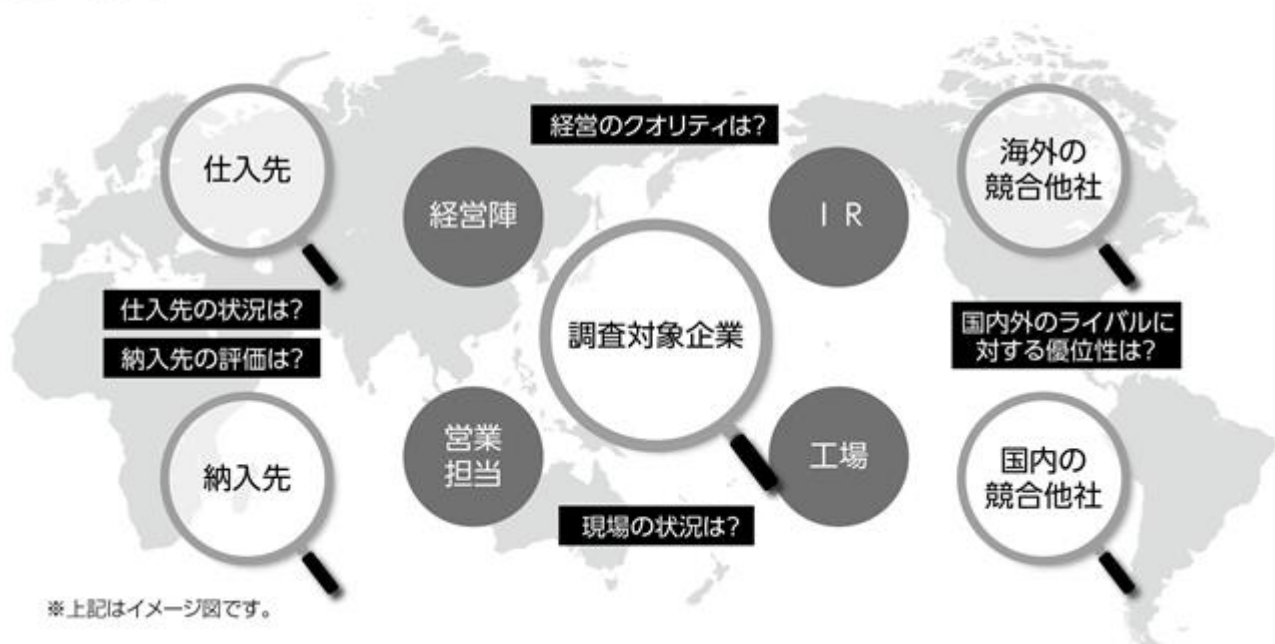 経営のクオリティは?
仕入先
経営陣
ＩＲ
海外の
競合他社
仕入先の状況は?
納入先の評価は?
調査対象企業
国内外のライバルに
対する優位性は?
納入先
営業
担当
工場
国内の
競合他社
現場の状況は?
※上記はイメージ図です。